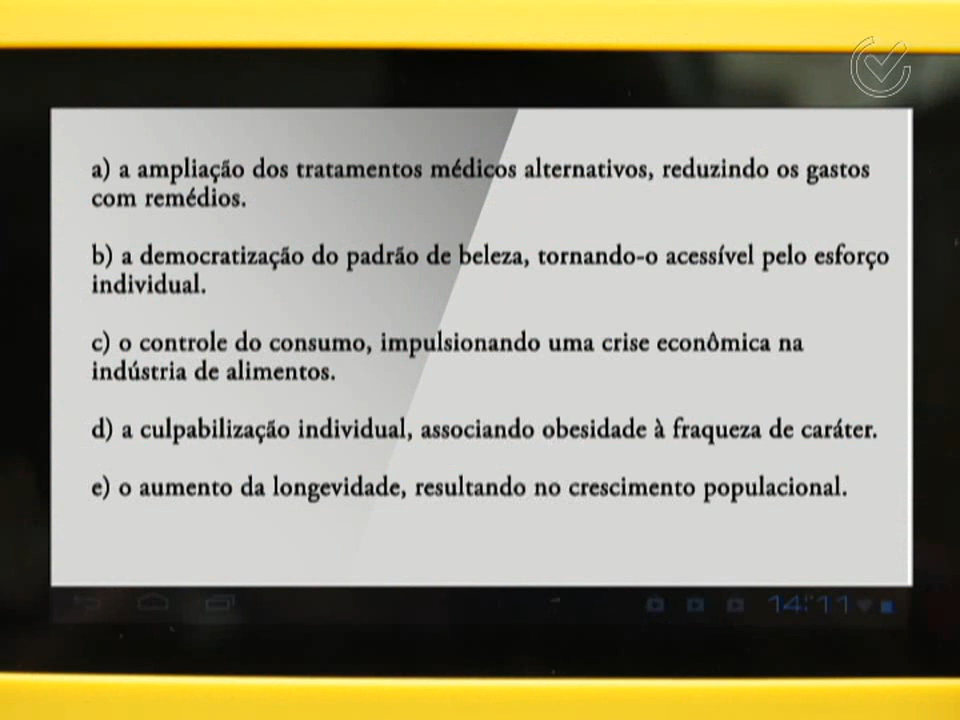 a) a ampliação dos tratamentos médicos alternativos, reduzindo os gastos
com remédios.
b) a democratização do padrão de beleza, tornando-o acessível pelo esforço
individual.
c) o controle do consumo, impulsionando uma crise econômica na
indústria de alimentos.
d) a culpabilização individual, associando obesidade à fraqueza de caráter.
e) o aumento da longevidade, resultando no crescimento populacional.
14:11